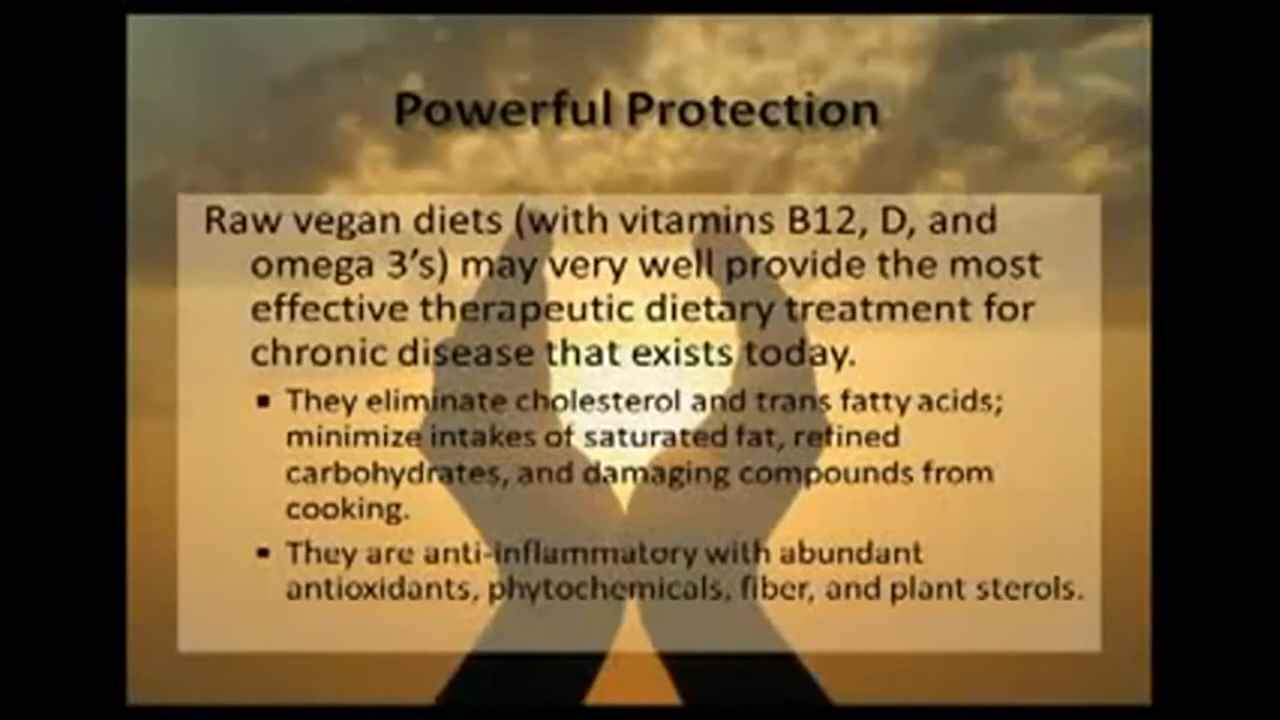 Powerful Protection
Raw vegan diets (with vitamins B12, D, and
omega 3's) may very well provide the most
effective therapeutic dietary treatment for
chronic disease that exists today.
▪ They eliminate cholesterol and trans fatty acids;
minimize intakes of saturated fat, refined
carbohydrates, and damaging compounds from
cooking.
▪ They are anti-inflammatory with abundant
antioxidants, phytochemicals, fiber, and plant sterols.